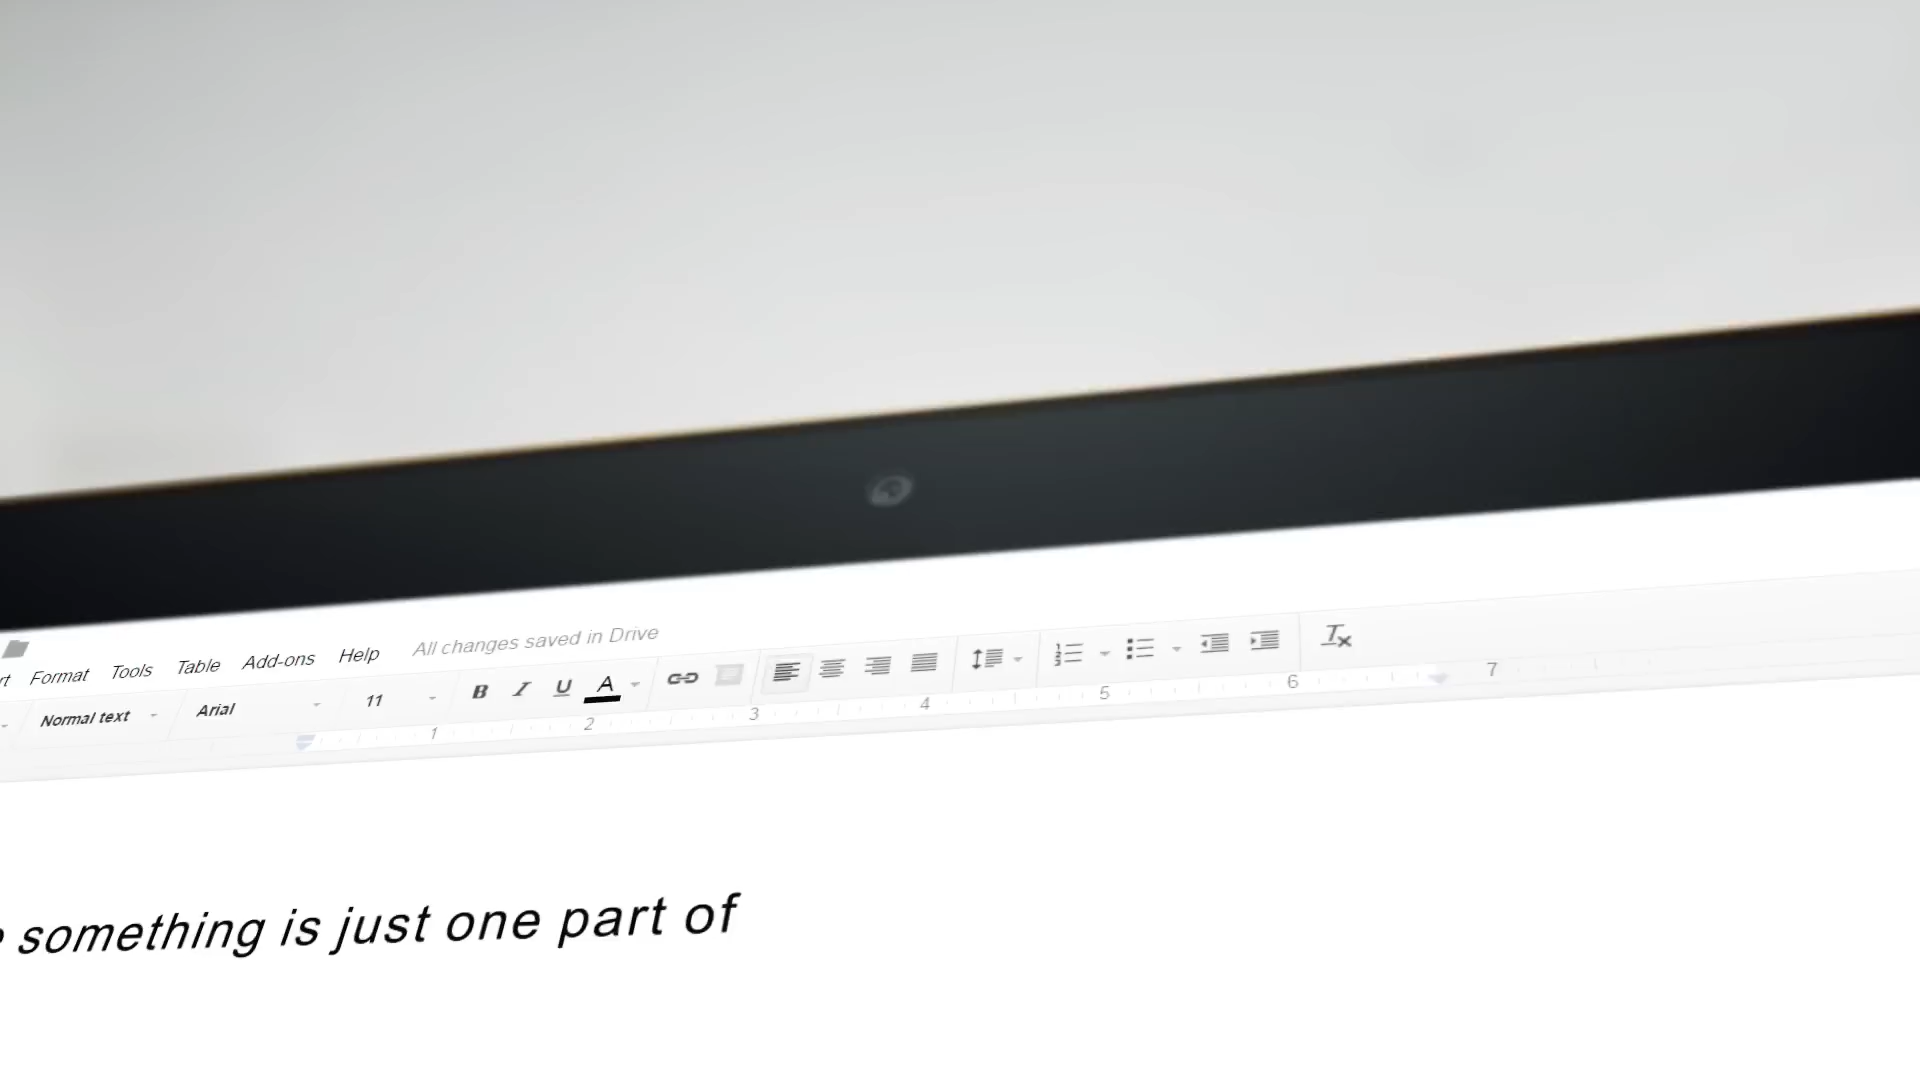 Format Tools Table Add-ons Help All changes saved in Drive
Normal text Arial 11 B I U A
1 2 3 4 5 6 7
something is just one part of